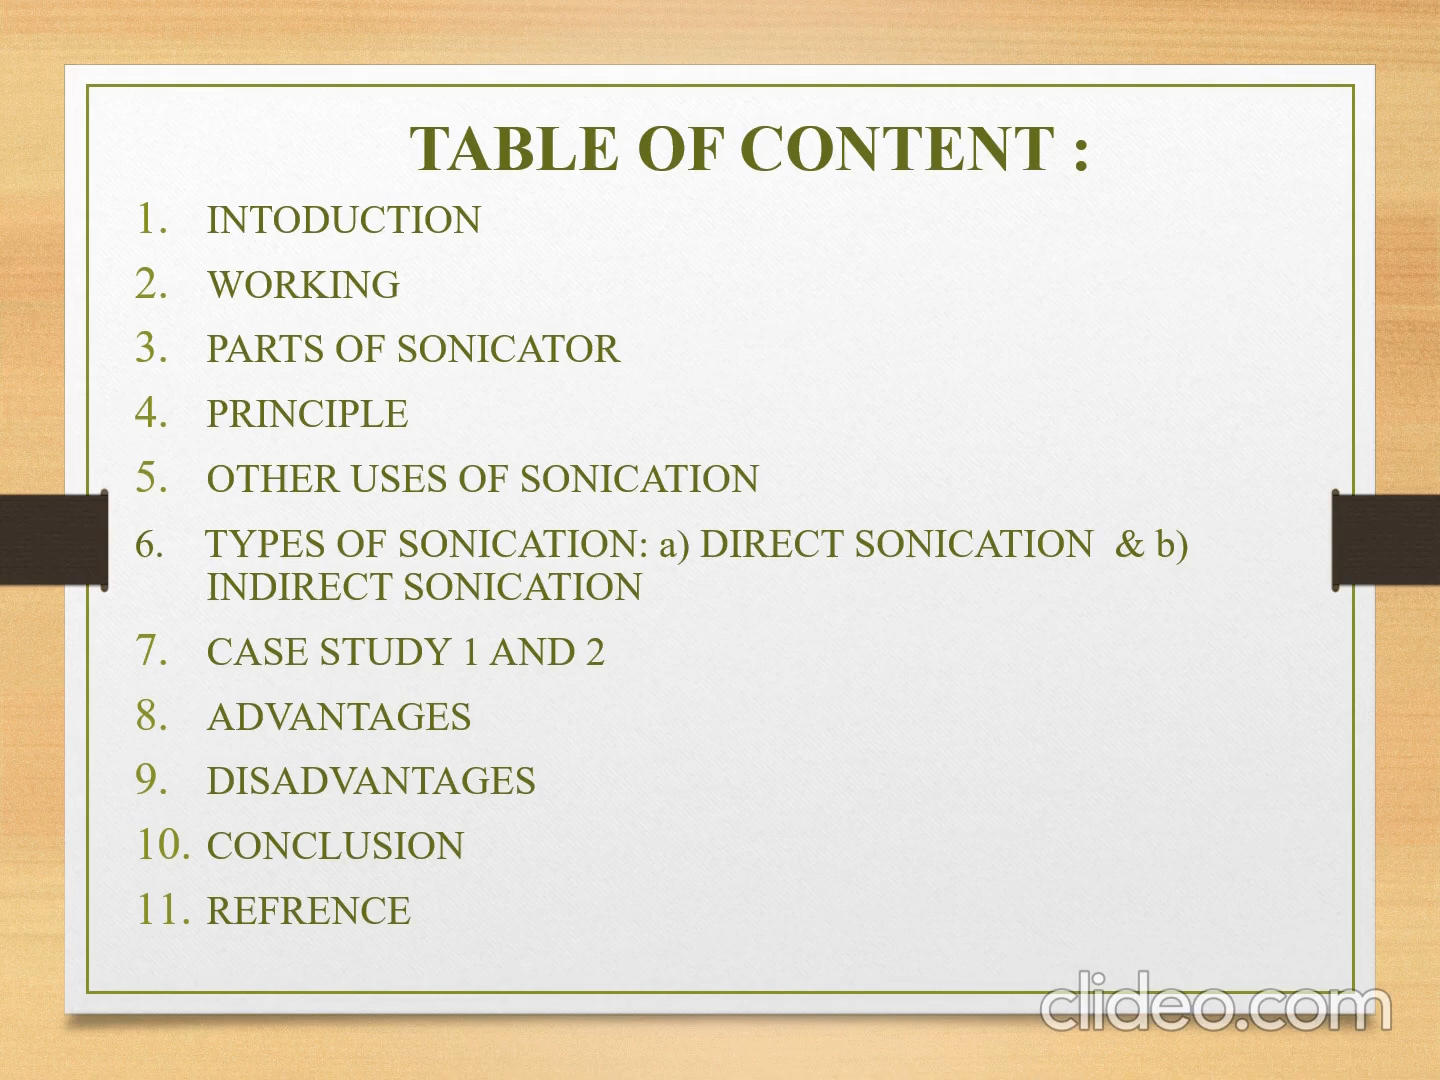 TABLE OF CONTENT :
1. INTODUCTION
2. WORKING
3. PARTS OF SONICATOR
4. PRINCIPLE
5. OTHER USES OF SONICATION
6. TYPES OF SONICATION: a) DIRECT SONICATION & b)
INDIRECT SONICATION
7. CASE STUDY 1 AND 2
8. ADVANTAGES
9. DISADVANTAGES
10. CONCLUSION
11. REFRENCE
clideo.com